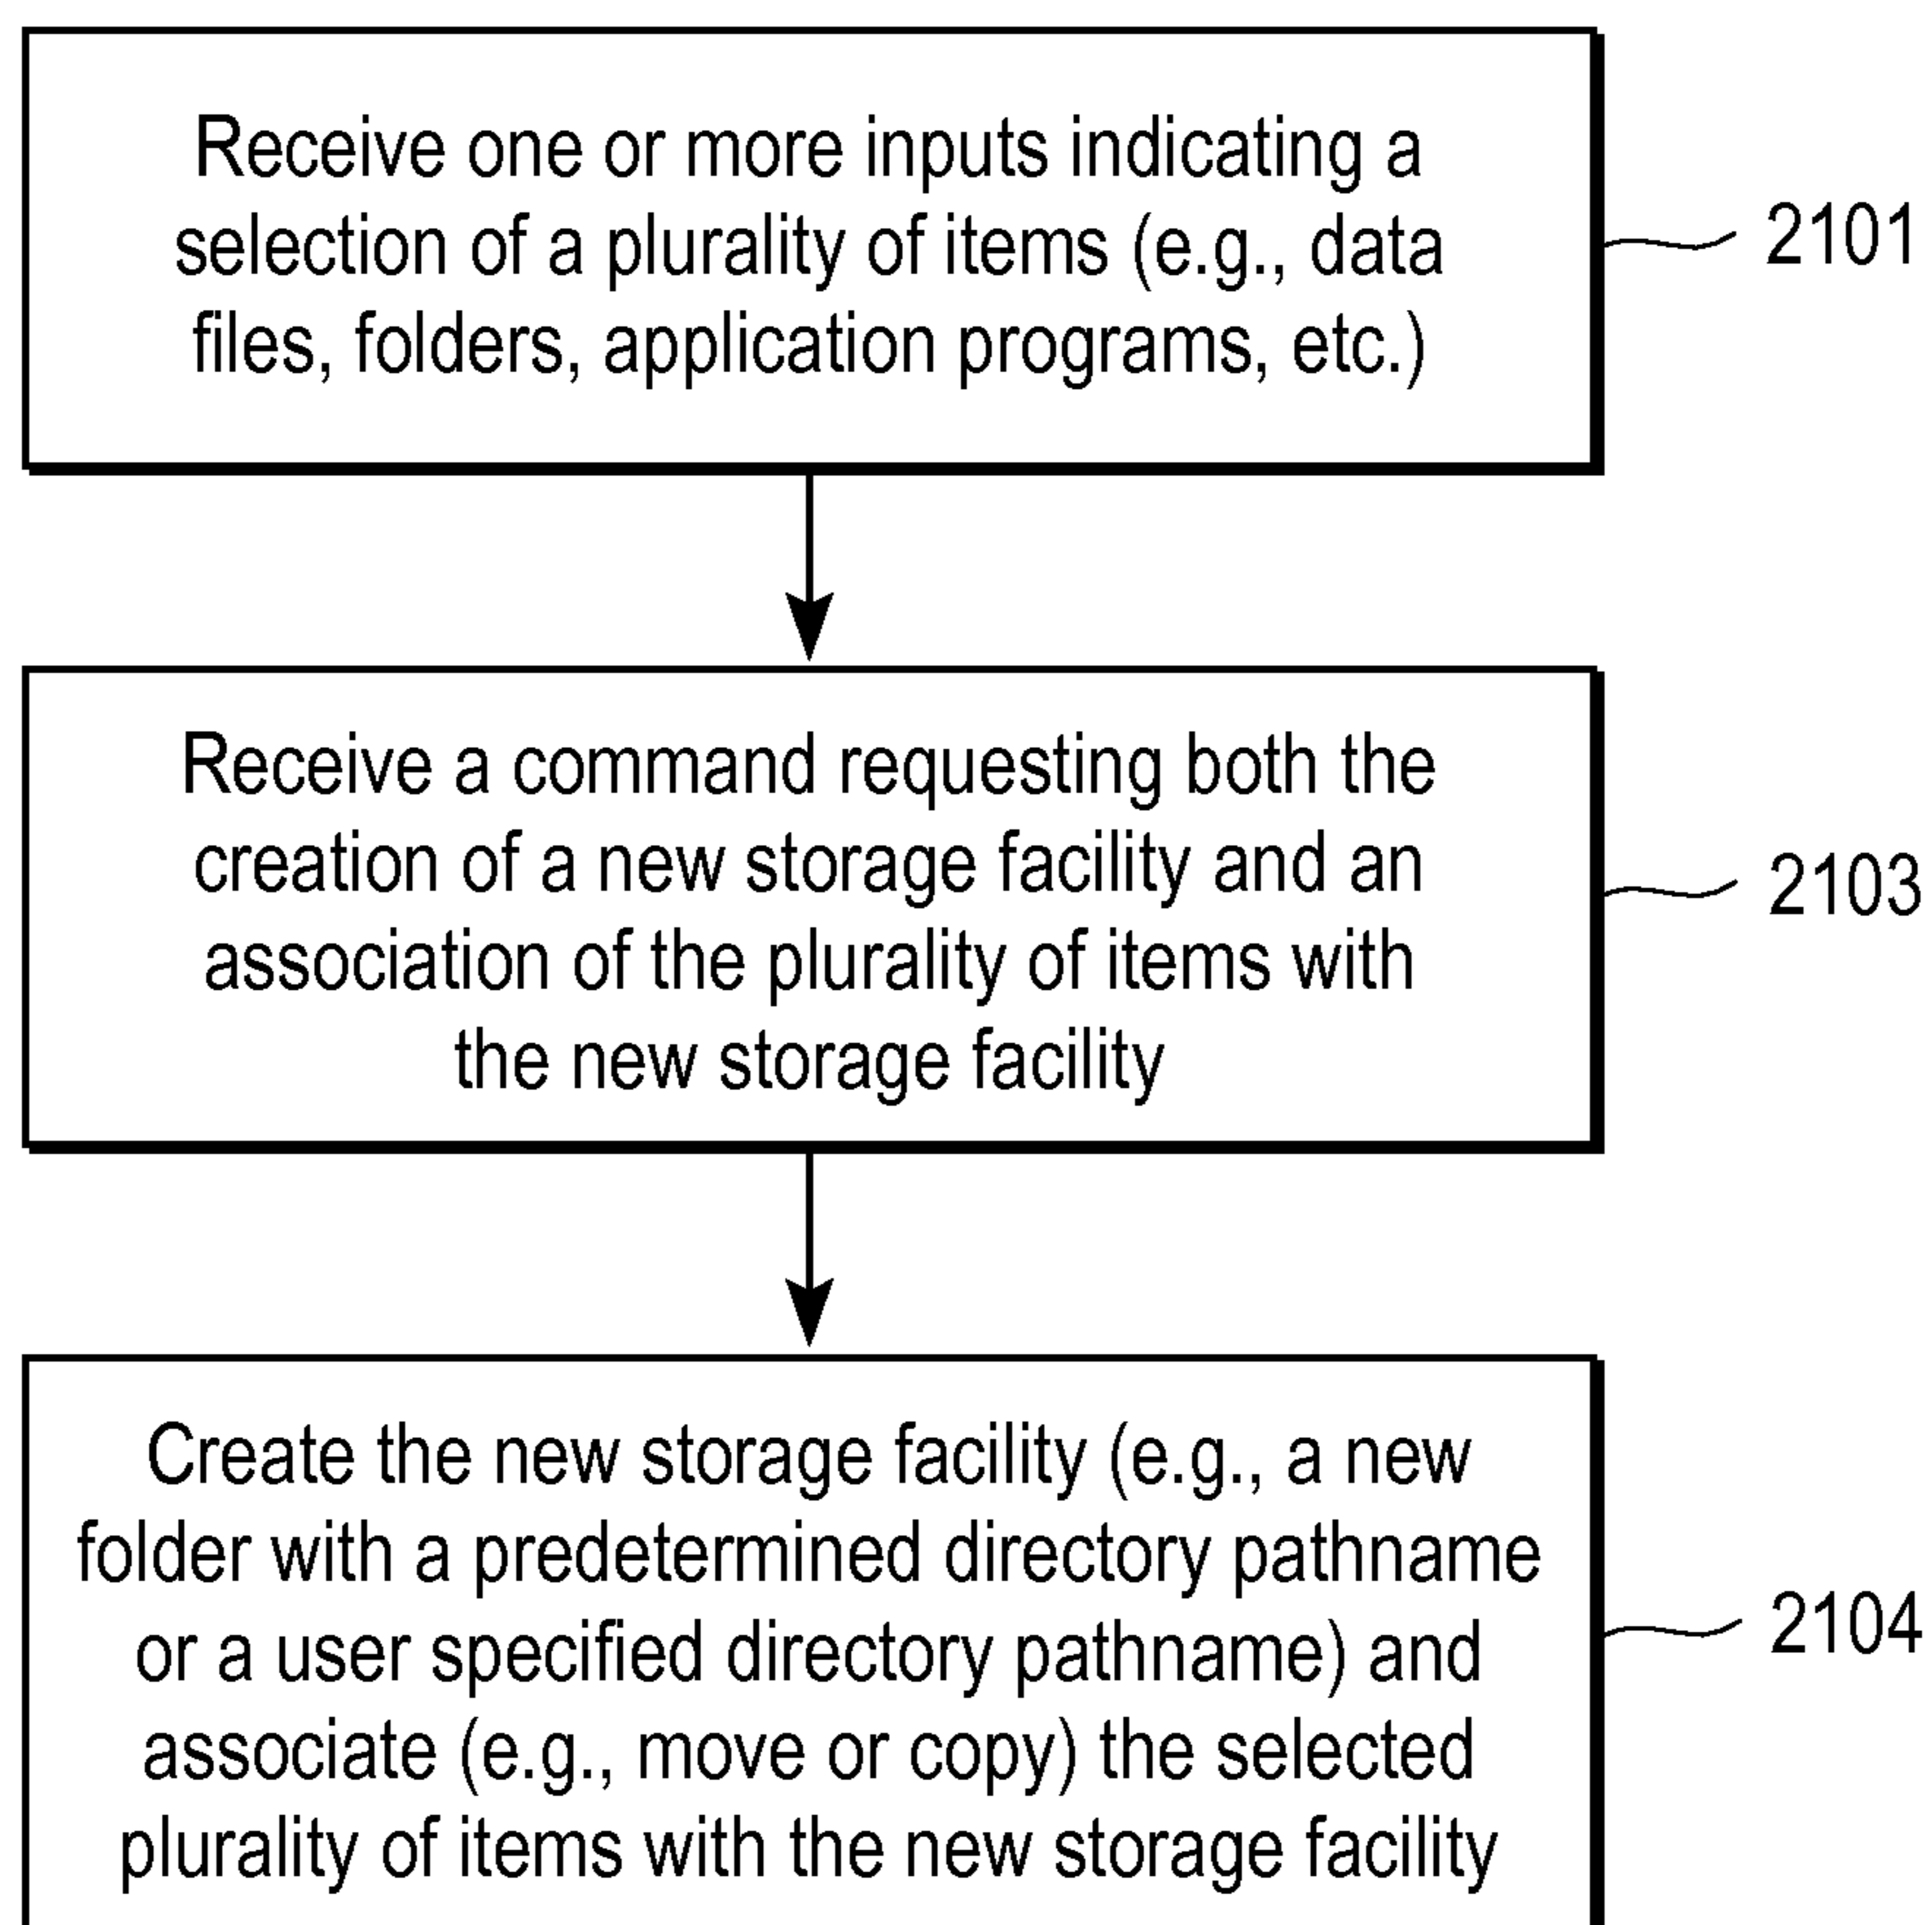 Receive one or more inputs indicating a
selection of a plurality of items (e.g., data
files, folders, application programs, etc.)
2101
Receive a command requesting both the
creation of a new storage facility and an
association of the plurality of items with
the new storage facility
2103
Create the new storage facility (e.g., a new
folder with a predetermined directory pathname
or a user specified directory pathname) and
associate (e.g., move or copy) the selected
plurality of items with the new storage facility
2104